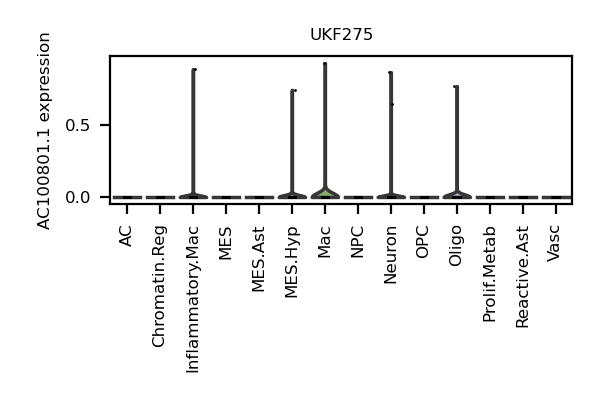 UKF275
AC100801.1 expression
0.5
0.0
AC
Chromatin.Reg
Inflammatory.Mac
MES
MES.Ast
MES.Hyp
Mac
NPC
Neuron
OPC
Oligo
Prolif.Metab
Reactive.Ast
Vasc